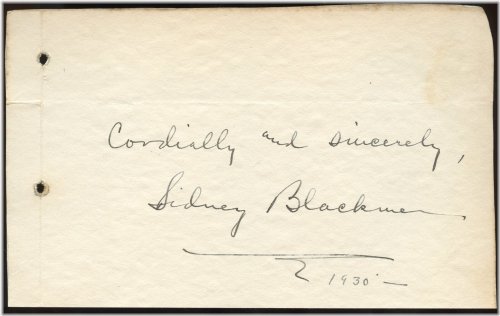 Cordially and sincerely,
Sidney Blackmer
1930 —